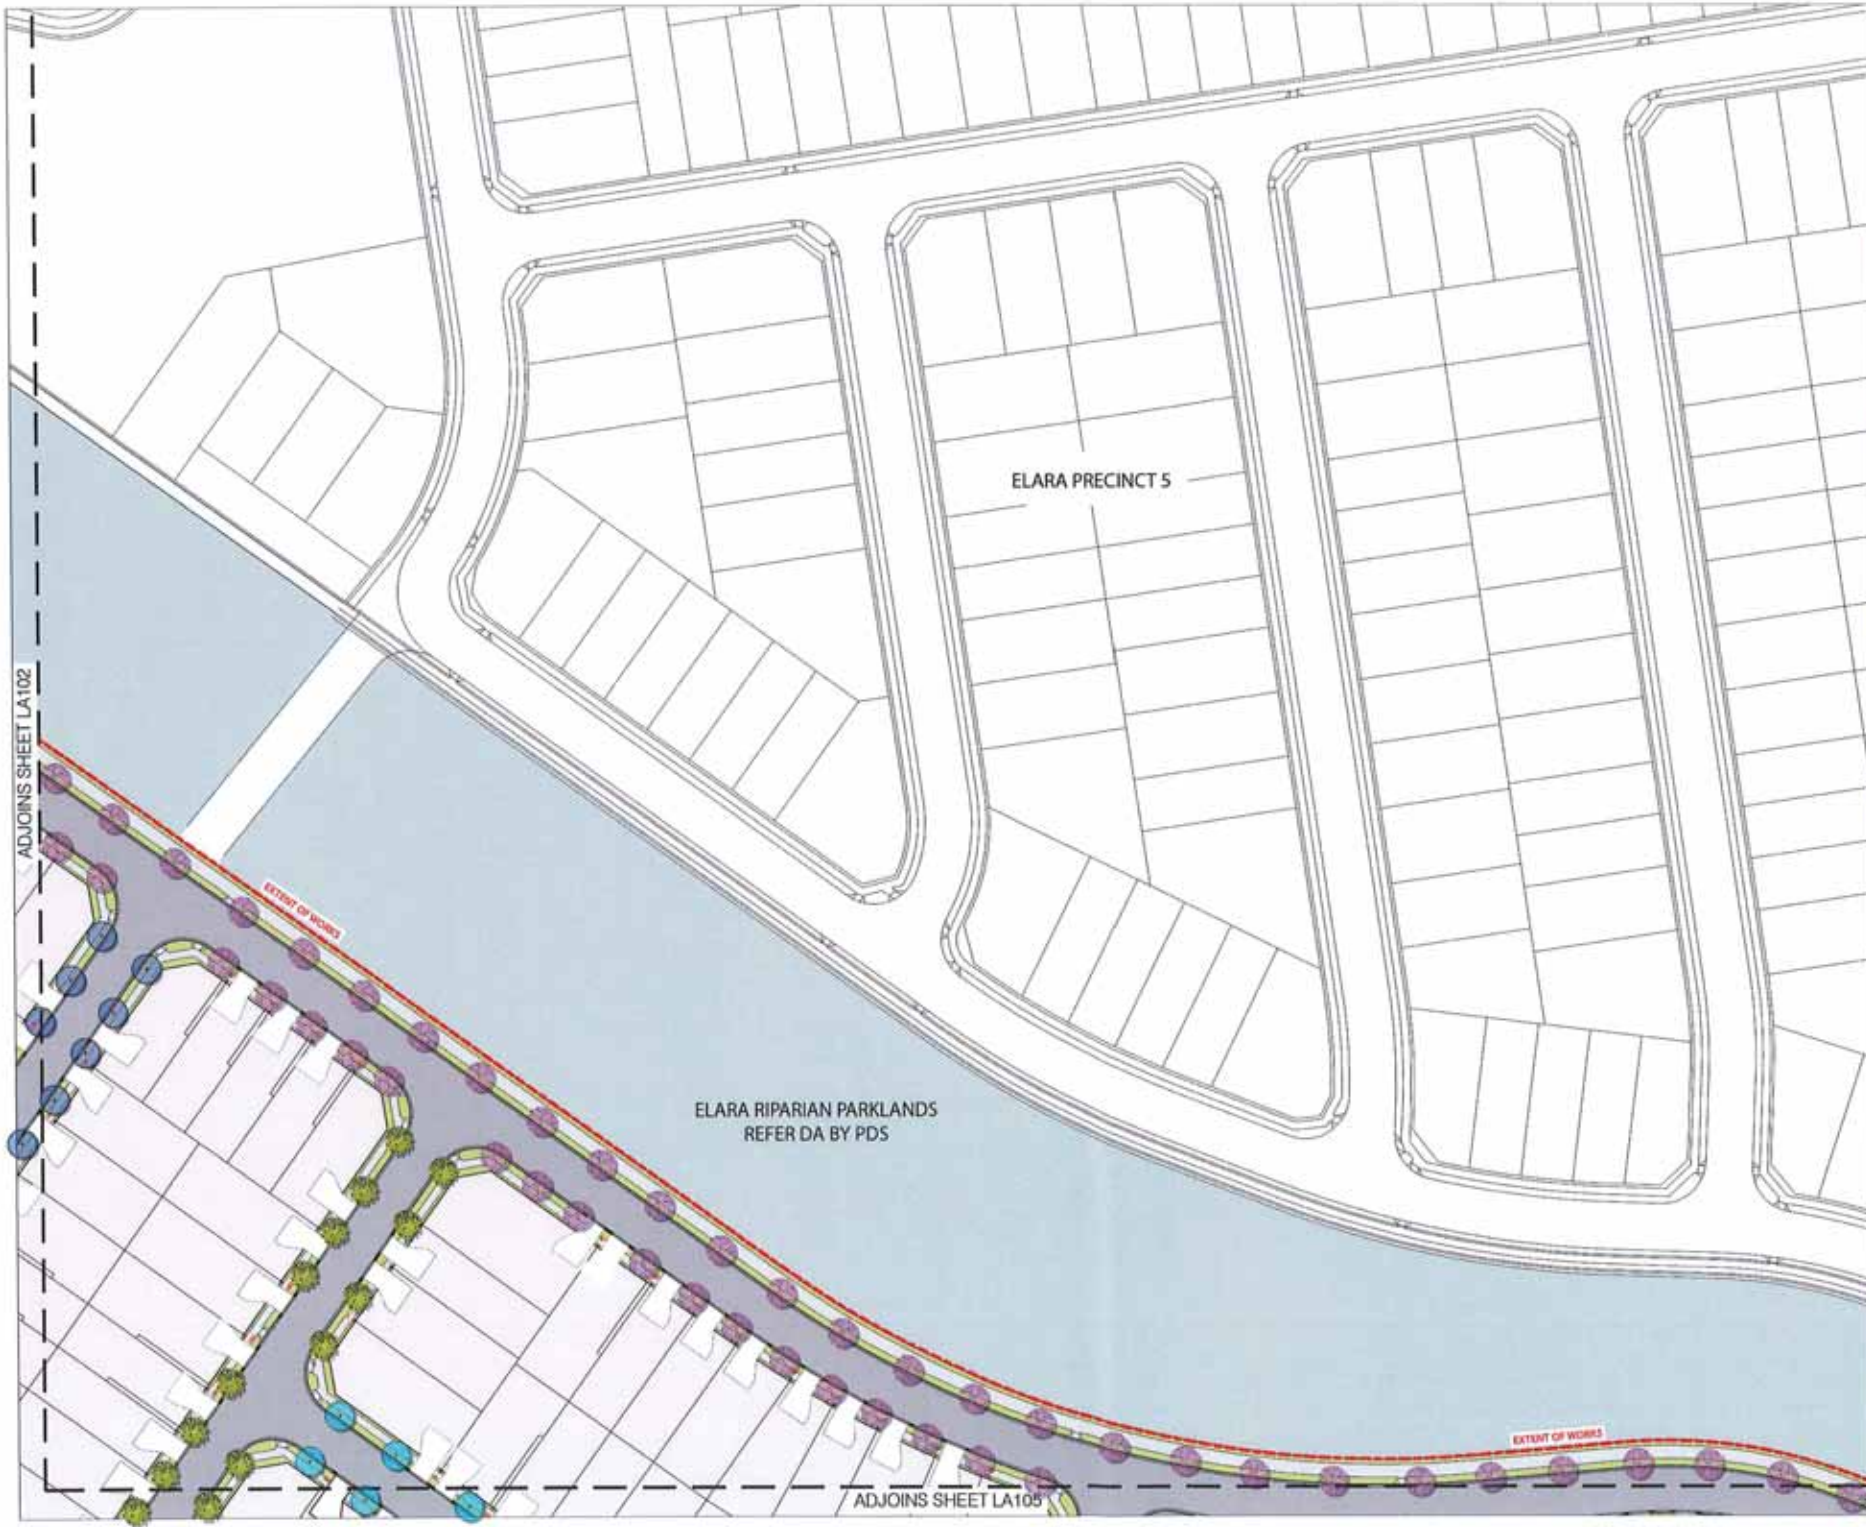 ELARA PRECINCT 5
ADJOINS SHEET LA102
EXTENT OF WORKS
ELARA RIPARIAN PARKLANDS
REFER DA BY PDS
EXTENT OF WORKS
ADJOINS SHEET LA105